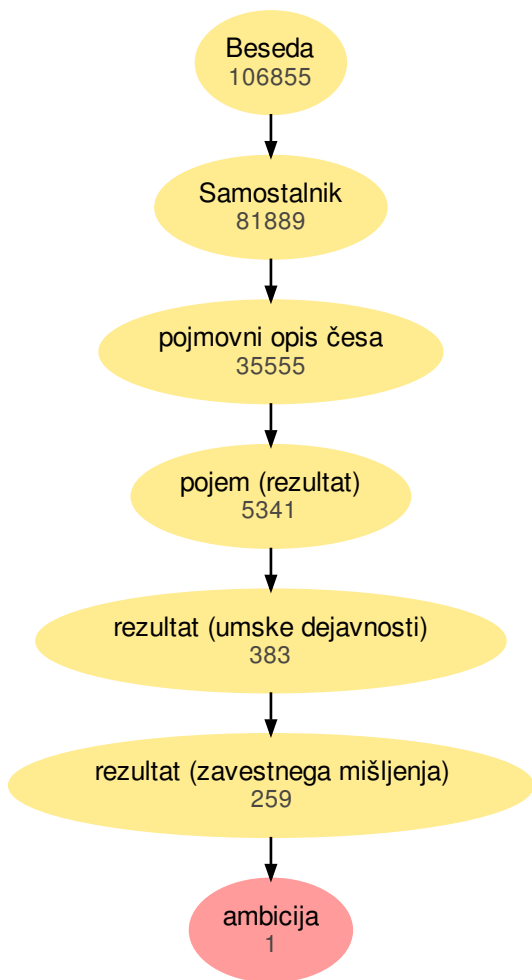 Beseda
106855
Samostalnik
81889
pojmovni opis česa
35555
pojem (rezultat)
5341
rezultat (umske dejavnosti)
383
rezultat (zavestnega mišljenja)
259
ambicija
1